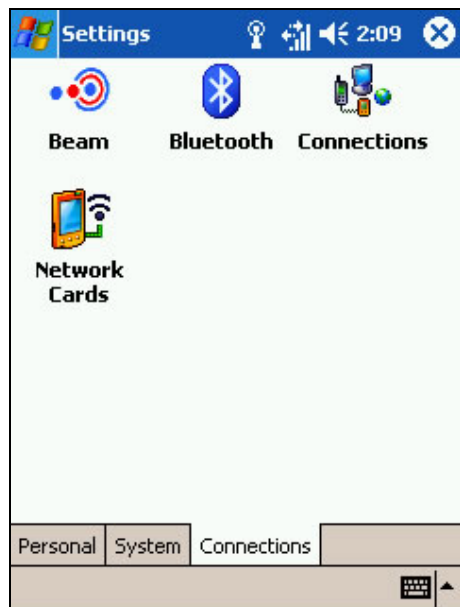 Settings 2:09
Beam Bluetooth Connections
Network
Cards
Personal System Connections